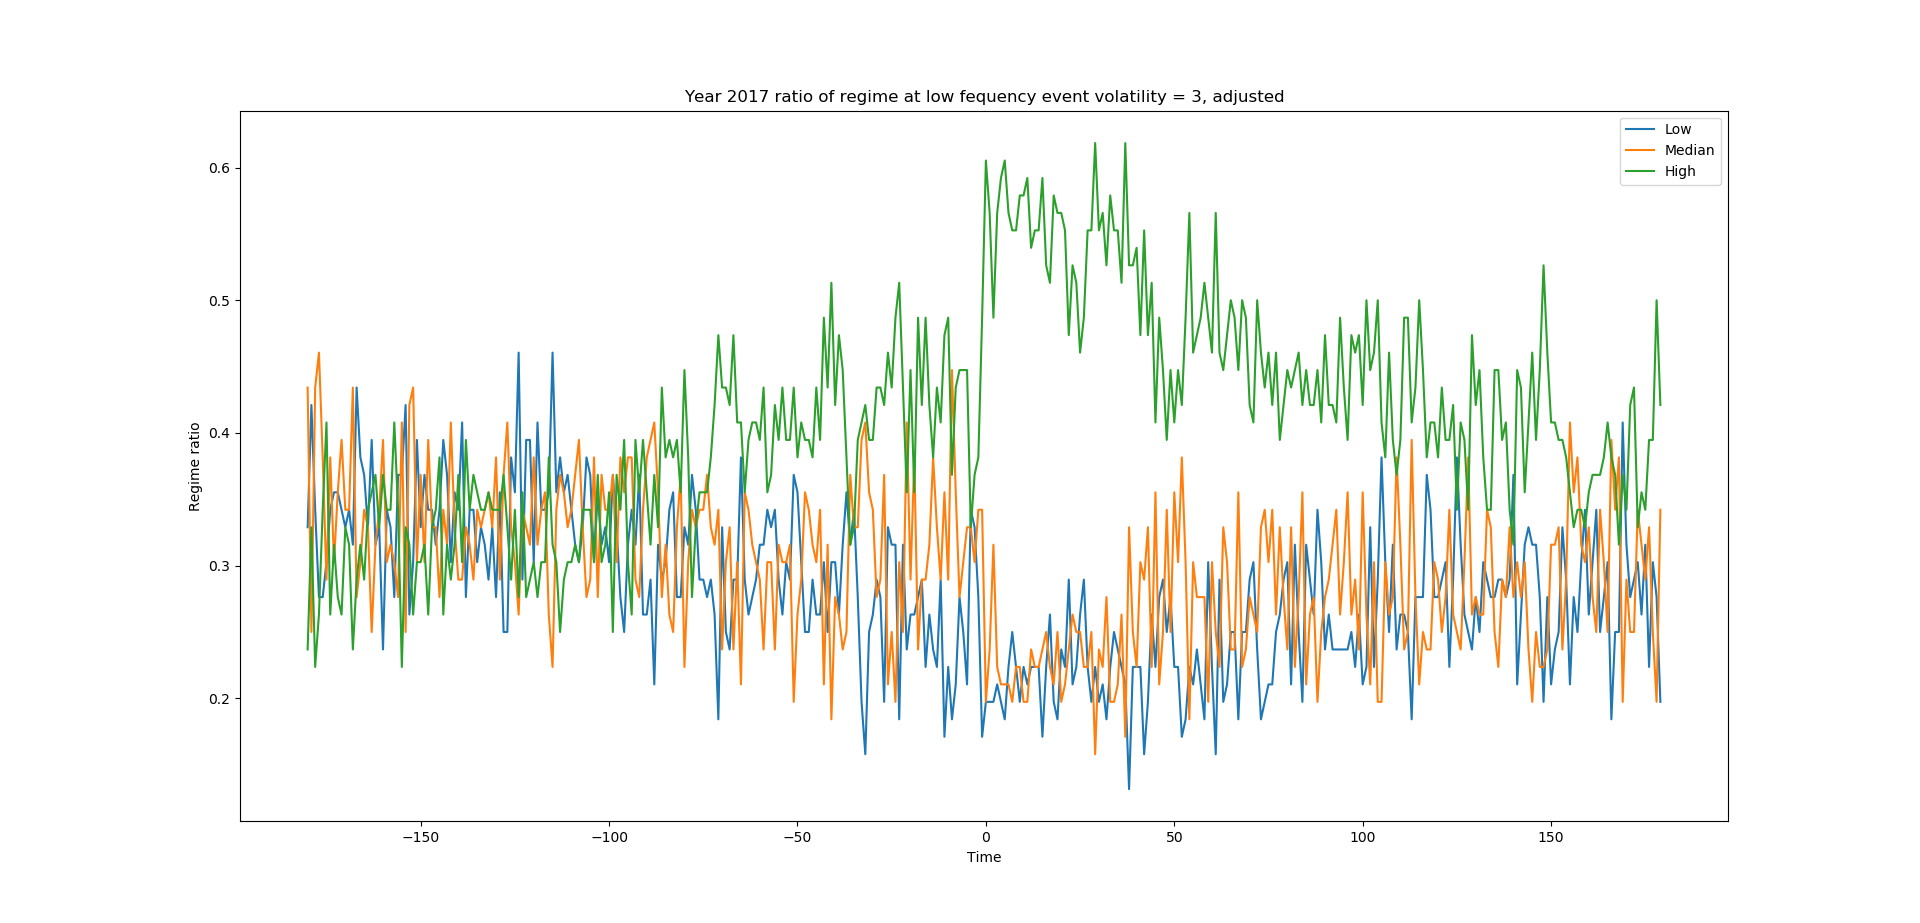 Year 2017 ratio of regime at low fequency event volatility = 3, adjusted
Low
Median
High
0.6
0.5
0.4
0.3
0.2
Regime ratio
−150
−100
−50
0
50
100
150
Time